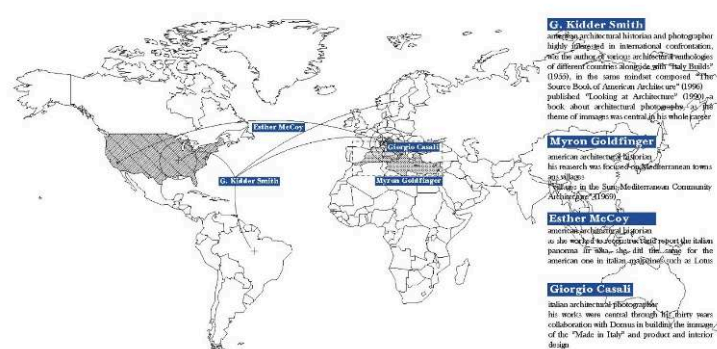 Esther McCoy
Giorgio Casali
G. Kidder Smith
Myron Goldfinger
G. Kidder Smith
american architectural historian and photographer
highly interested in international confrontation,
was the author of various architectural anthologies
of different countries alongside with "Italy Builds"
(1955), in the same mindset composed "The
Source Book of American Architecure" (1996)
published "Looking at Architecture" (1990) a
book about architectural photography, as the
theme of immages was central in his whole career
Myron Goldfinger
american architectural historian
his research was focused on Mediterranean towns
and villages
"Villages in the Sun: Mediterranean Community
Architecture" (1969)
Esther McCoy
american architectural historian
as she worked to reconstruct and report the italian
panorma in usa, she did the same for the
american one in italian magazines such as Lotus
Giorgio Casali
italian architectural photographer
his works were central through his thirty years
collaboration with Domus in building the immage
of the "Made in Italy" and product and interior
design